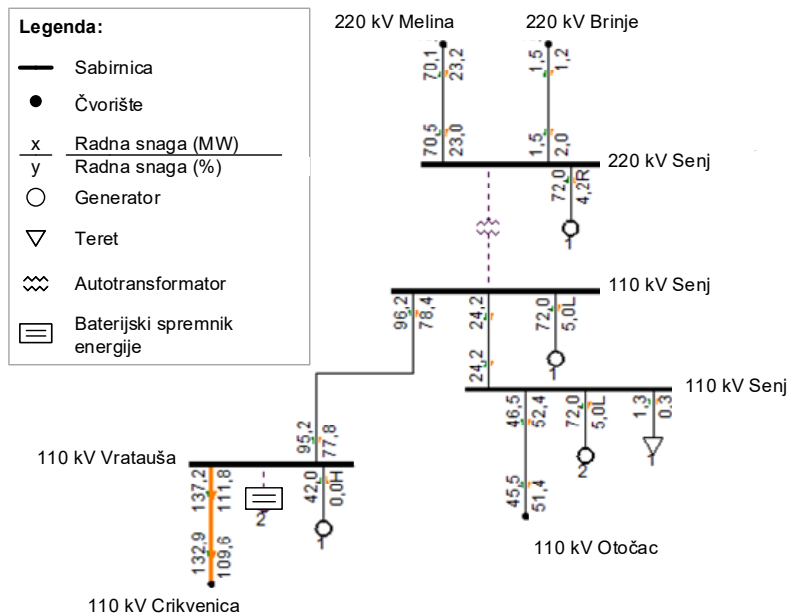 Legenda:
Sabirnica
Čvorište
x Radna snaga (MW)
y Radna snaga (%)
Generator
Teret
Autotransformator
Baterijski spremnik
energije
220 kV Melina
220 kV Brinje
70,1
23,2
1,5
1,2
70,5
23,0
1,5
2,0
220 kV Senj
72,0
4,2R
1
110 kV Senj
96,2
78,4
24,2
72,0
5,0L
1
24,2
110 kV Senj
46,5
52,4
72,0
5,0L
2
1,3
0.3
1
95,2
77,8
110 kV Vratauša
137,2
111,8
2
42,0
0,0H
1
45,5
51,4
110 kV Otočac
132,9
109,6
110 kV Crikvenica